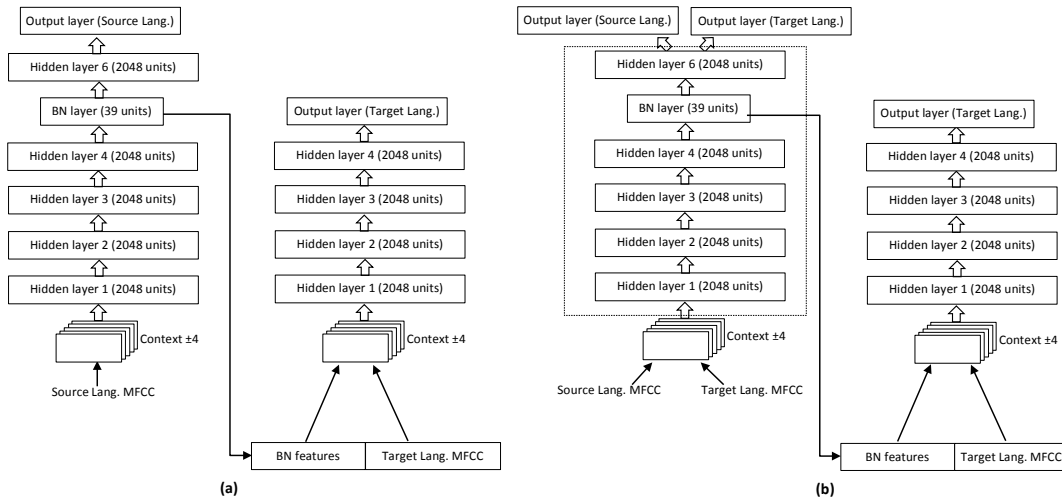 Output layer (Source Lang.)
Hidden layer 6 (2048 units)
BN layer (39 units)
Hidden layer 4 (2048 units)
Hidden layer 3 (2048 units)
Hidden layer 2 (2048 units)
Hidden layer 1 (2048 units)
Context ±4
Source Lang. MFCC
Output layer (Target Lang.)
Hidden layer 4 (2048 units)
Hidden layer 3 (2048 units)
Hidden layer 2 (2048 units)
Hidden layer 1 (2048 units)
Context ±4
BN features
Target Lang. MFCC
(a)
Output layer (Source Lang.)
Output layer (Target Lang.)
Hidden layer 6 (2048 units)
BN layer (39 units)
Hidden layer 4 (2048 units)
Hidden layer 3 (2048 units)
Hidden layer 2 (2048 units)
Hidden layer 1 (2048 units)
Context ±4
Source Lang. MFCC
Target Lang. MFCC
Output layer (Target Lang.)
Hidden layer 4 (2048 units)
Hidden layer 3 (2048 units)
Hidden layer 2 (2048 units)
Hidden layer 1 (2048 units)
Context ±4
BN features
Target Lang. MFCC
(b)